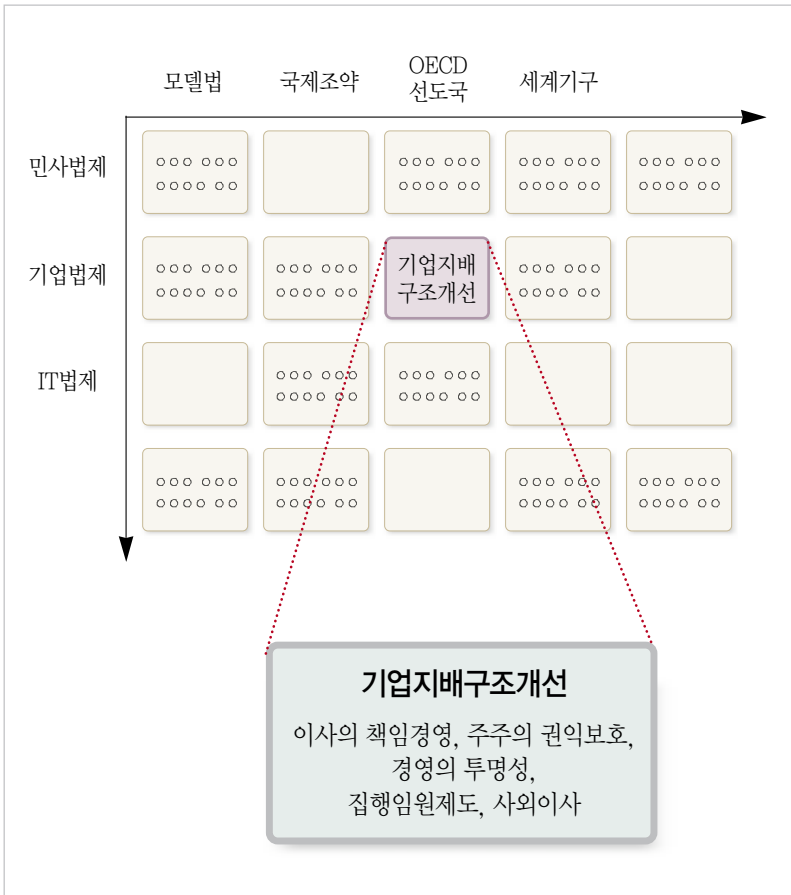 모델법 국제조약 OECD 선도국 세계기구
민사법제
○○○ ○○○ ○○○ ○○○ ○○○ ○○○ ○○○ ○○○
○○○○ ○○ ○○○○ ○○ ○○○○ ○○ ○○○○ ○○
기업법제
○○○ ○○○ ○○○ ○○○ 기업지배 ○○○ ○○○
○○○○ ○○ ○○○○ ○○ 구조개선 ○○○○ ○○
IT법제
○○○ ○○○ ○○○ ○○○
○○○○ ○○ ○○○○ ○○
○○○ ○○○ ○○○ ○○○ ○○○ ○○○ ○○○ ○○○
○○○○ ○○ ○○○○ ○○ ○○○○ ○○ ○○○○ ○○
기업지배구조개선
이사의 책임경영, 주주의 권익보호,
경영의 투명성,
집행임원제도, 사외이사